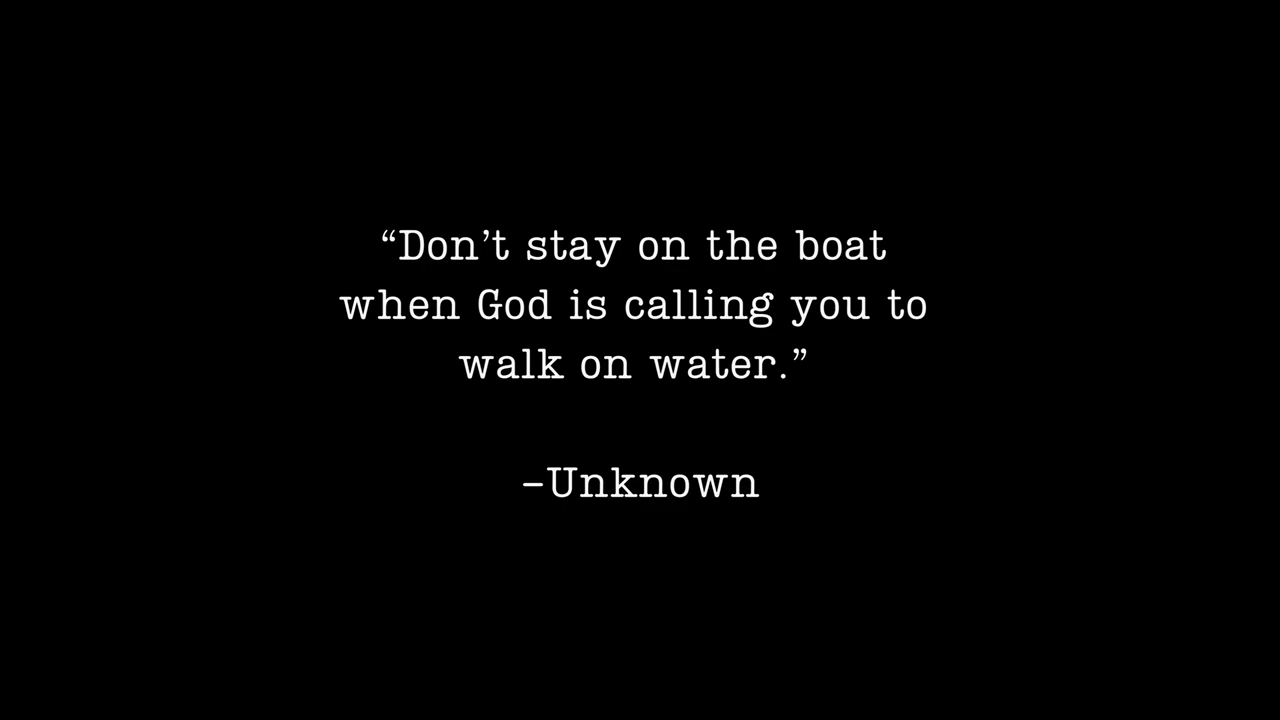 “Don’t stay on the boat
when God is calling you to
walk on water.”
–Unknown